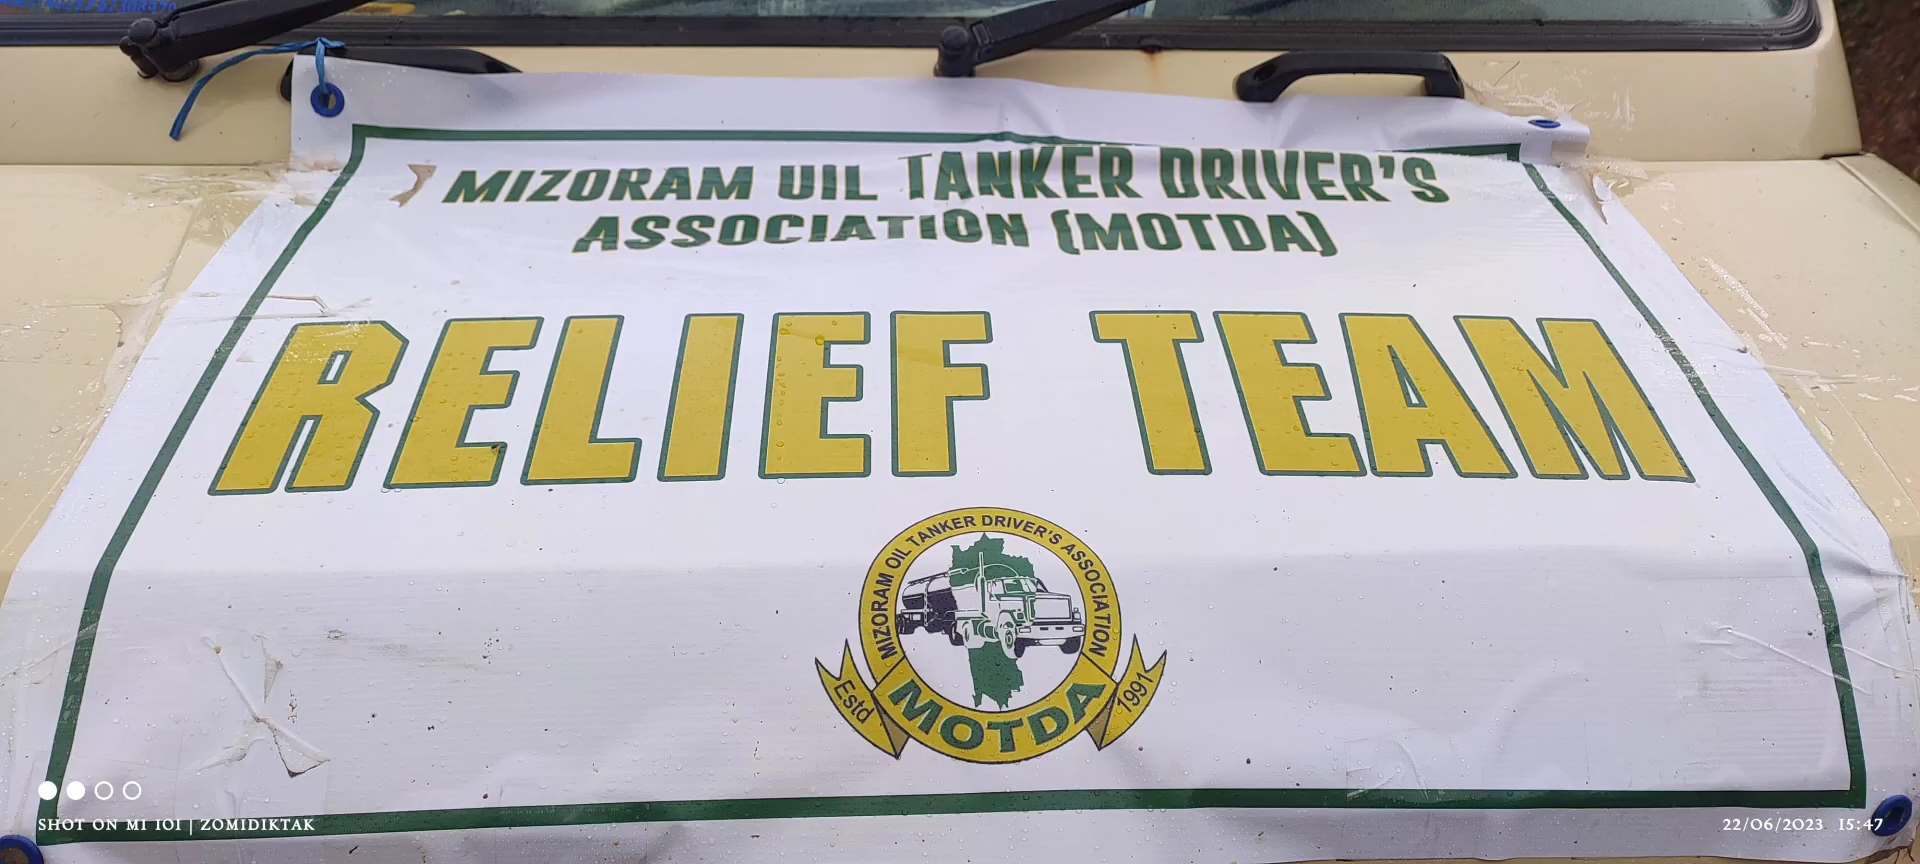 MIZORAM OIL TANKER DRIVER'S
ASSOCIATION (MOTDA)
RELIEF TEAM
MIZORAM OIL TANKER DRIVER'S ASSOCIATION
Estd
MOTDA
1991
SHOT ON MI 10I | ZOMIDIKTAK
22/06/2023 15:47